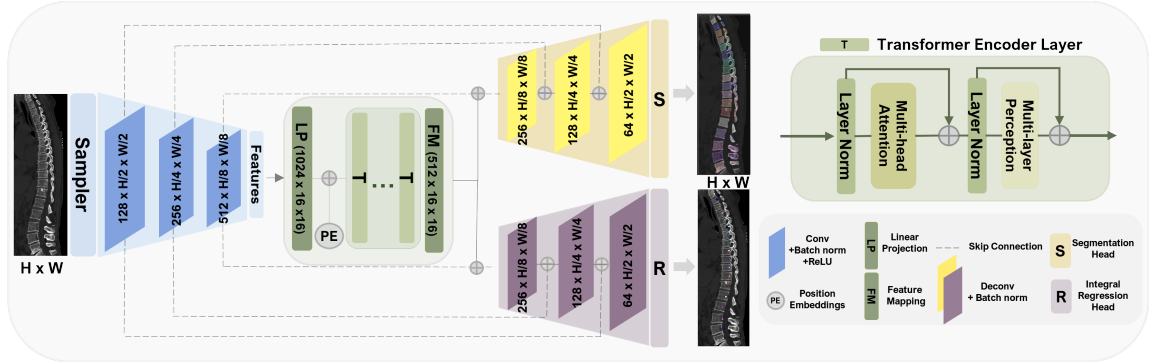 H x W
Sampler
128 x H/2 x W/2
256 x H/4 x W/4
512 x H/8 x W/8
Features
LP (1024 x 16 x16)
PE
T
...
T
FM (512 x 16 x 16)
256 x H/8 x W/8
128 x H/4 x W/4
64 x H/2 x W/2
S
H x W
256 x H/8 x W/8
128 x H/4 x W/4
64 x H/2 x W/2
R
T
Transformer Encoder Layer
Layer Norm
Multi-head
Attention
Layer Norm
Multi-layer
Perception
Conv
+Batch norm
+ReLU
LP
Linear
Projection
Skip Connection
S
Segmentation
Head
PE
Position
Embeddings
FM
Feature
Mapping
Deconv
+ Batch norm
R
Integral
Regression
Head